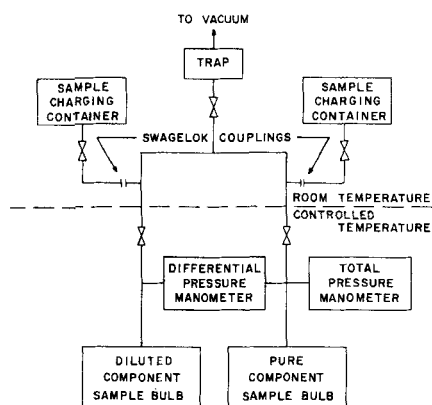 TO VACUUM
TRAP
SAMPLE
CHARGING
CONTAINER
SAMPLE
CHARGING
CONTAINER
SWAGELOK COUPLINGS
ROOM TEMPERATURE
CONTROLLED
TEMPERATURE
DIFFERENTIAL
PRESSURE
MANOMETER
TOTAL
PRESSURE
MANOMETER
DILUTED
COMPONENT
SAMPLE BULB
PURE
COMPONENT
SAMPLE BULB